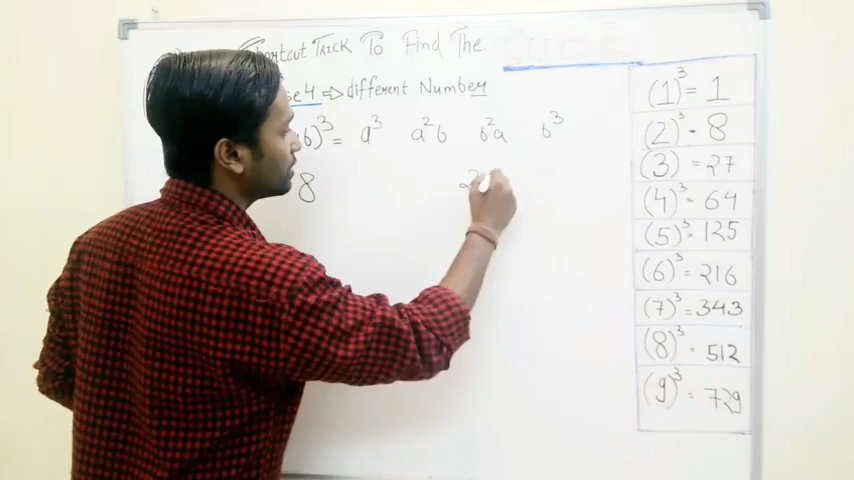 Shortcut TRICK To Find The CUBE
se 4 ⇒ different Number
b)³ = a³ a²b b²a b³
8 2
(1)³ = 1
(2)³ - 8
(3) = 27
(4)³ = 64
(5)³ = 125
(6)³ = 216
(7)³ = 343
(8)³ = 512
(9)³ = 729